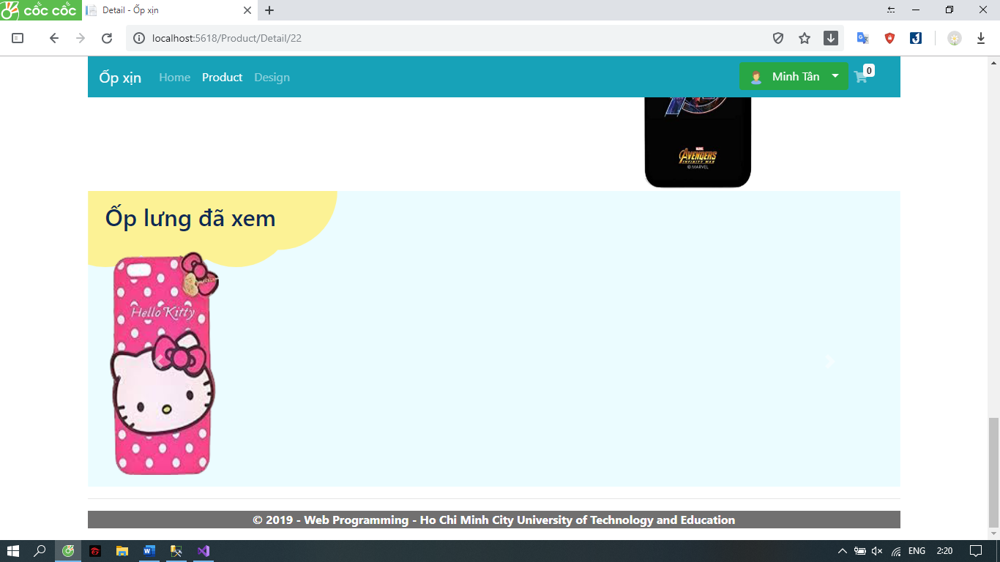 cốc cốc
Detail - Ốp xịn
localhost:5618/Product/Detail/22
Ốp xịn Home Product Design Minh Tân 0
MARVEL
AVENGERS
INFINITY WAR
© MARVEL
Ốp lưng đã xem
Hello Kitty
© 2019 - Web Programming - Ho Chi Minh City University of Technology and Education
ENG 2:20